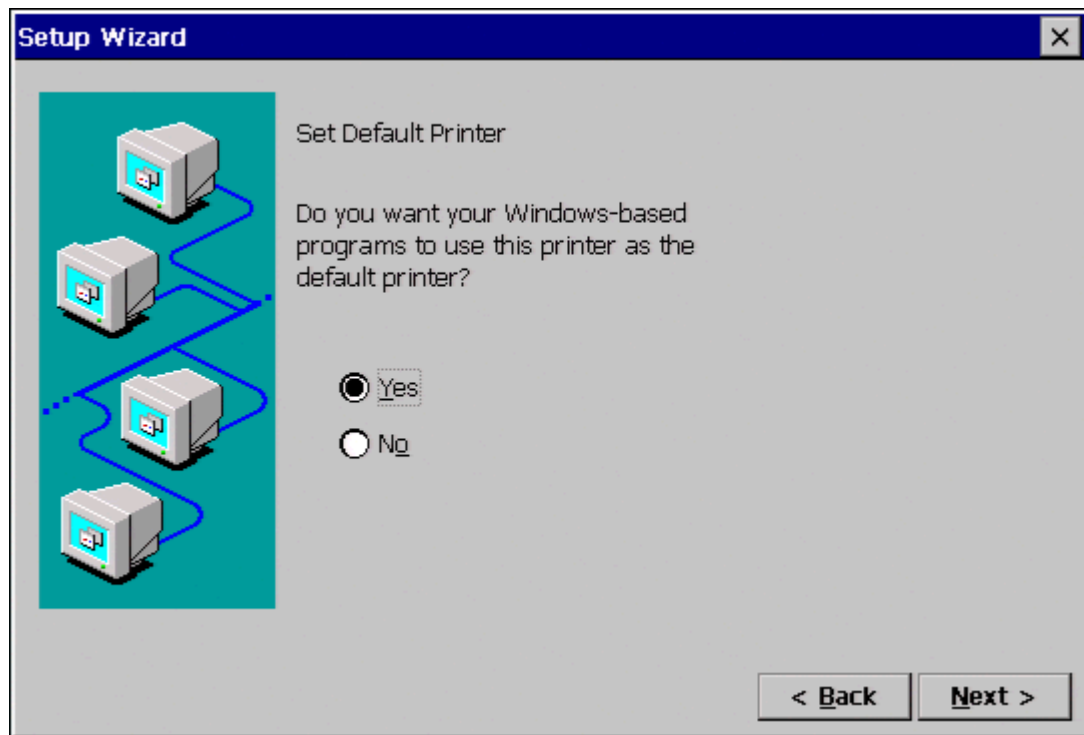 Setup Wizard
Set Default Printer
Do you want your Windows-based
programs to use this printer as the
default printer?
Yes
No
< Back
Next >